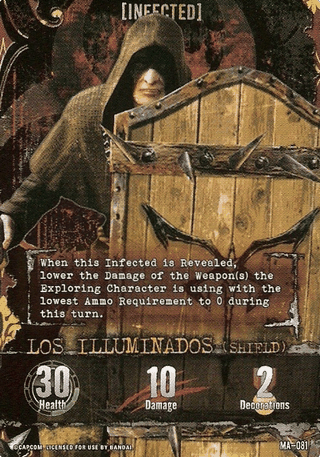 [INFECTED]
When this Infected is Revealed,
lower the Damage of the Weapon(s) the
Exploring Character is using with the
lowest Ammo Requirement to 0 during
this turn.
LOS ILLUMINADOS (SHIELD)
30 10 2
Health Damage Decorations
©CAPCOM, LICENSED FOR USE BY BANDAI. MA-081